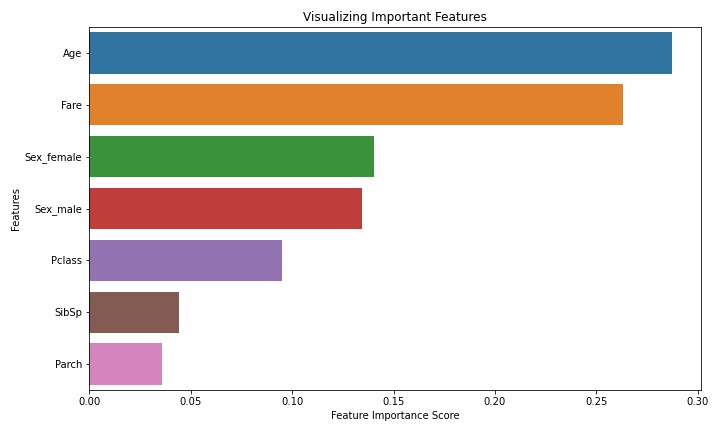 Visualizing Important Features
Age
Fare
Sex_female
Sex_male
Pclass
SibSp
Parch
Features
0.00 0.05 0.10 0.15 0.20 0.25 0.30
Feature Importance Score